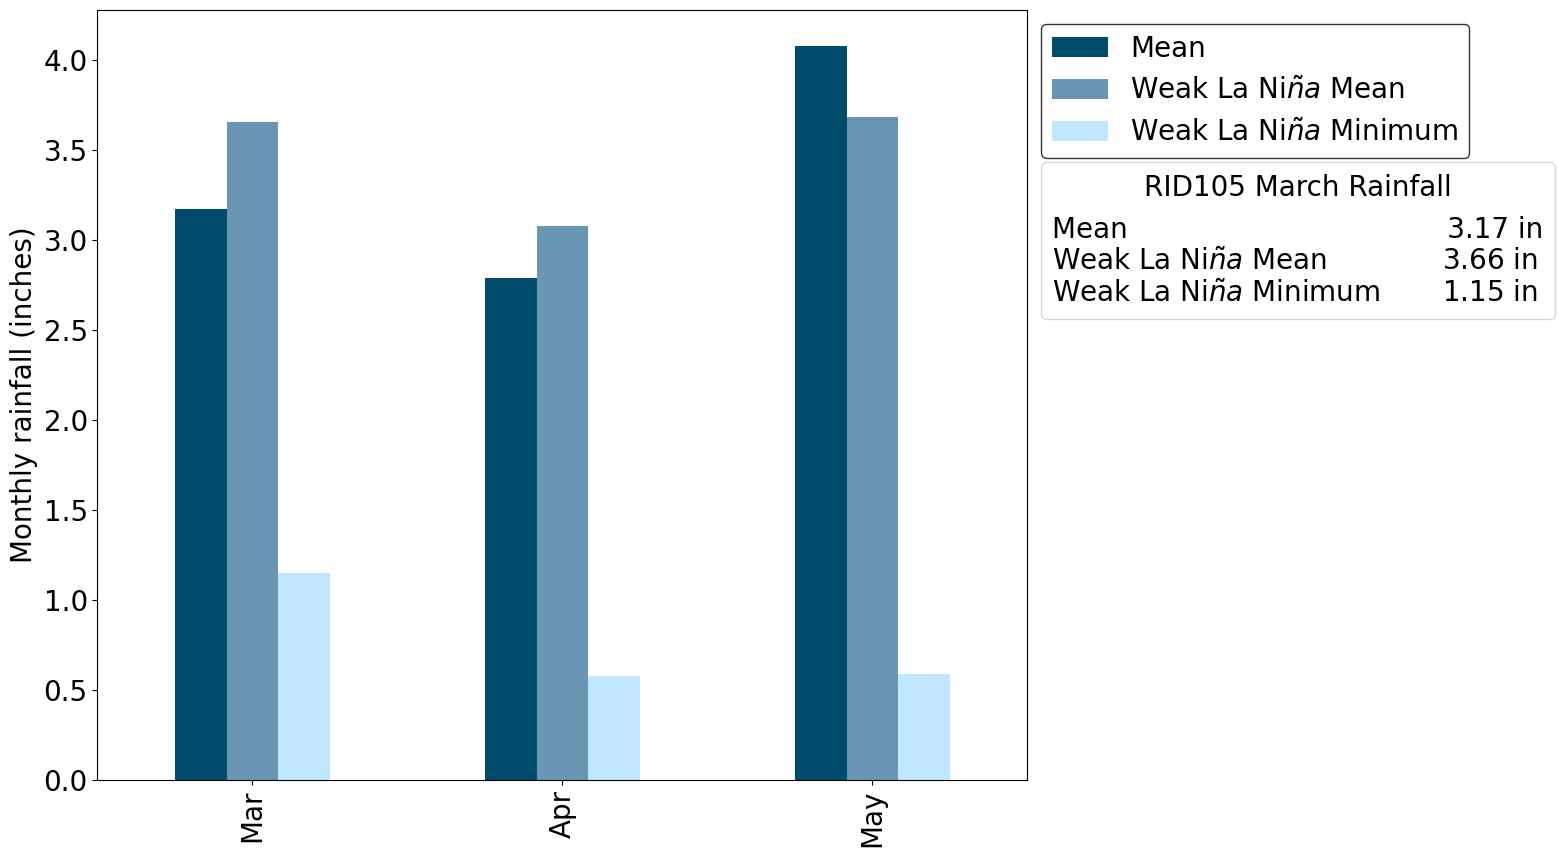 Monthly rainfall (inches)
4.0
3.5
3.0
2.5
2.0
1.5
1.0
0.5
0.0
Mar
Apr
May
Mean
Weak La Niña Mean
Weak La Niña Minimum
RID105 March Rainfall
Mean 3.17 in
Weak La Niña Mean 3.66 in
Weak La Niña Minimum 1.15 in